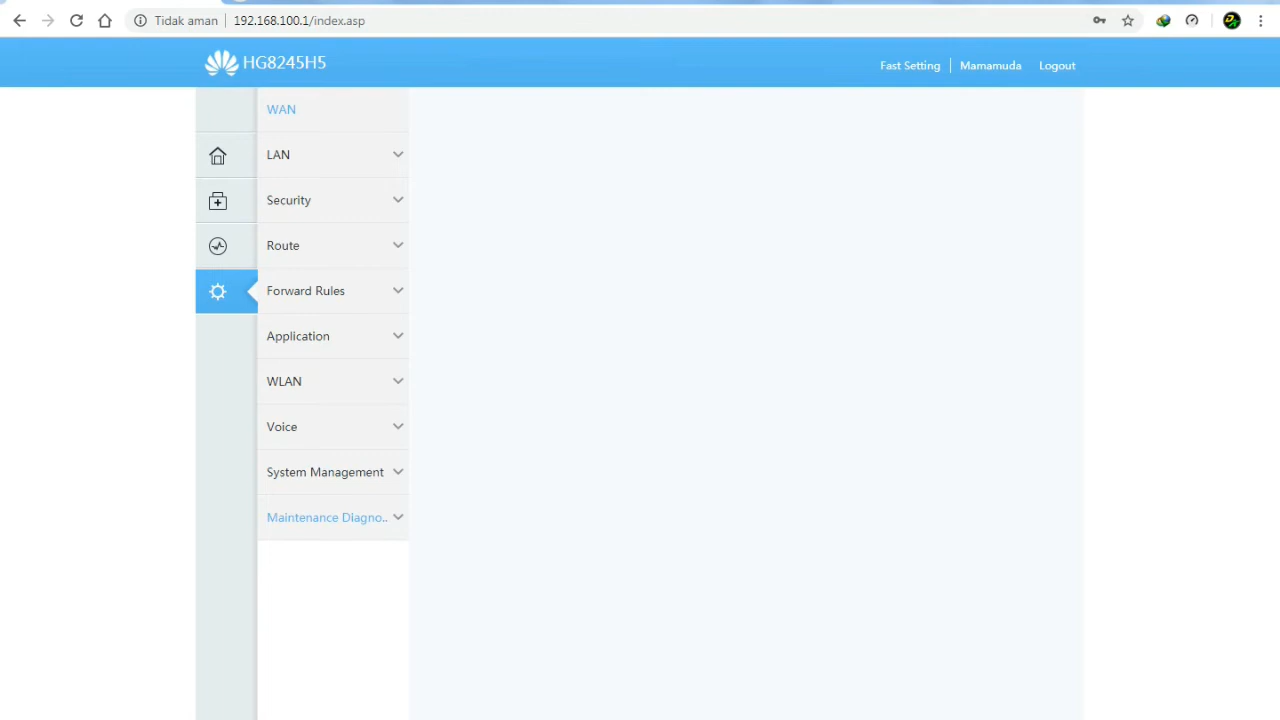 Tidak aman
192.168.100.1/index.asp
HG8245H5
Fast Setting
Mamamuda
Logout
WAN
LAN
Security
Route
Forward Rules
Application
WLAN
Voice
System Management
Maintenance Diagno..